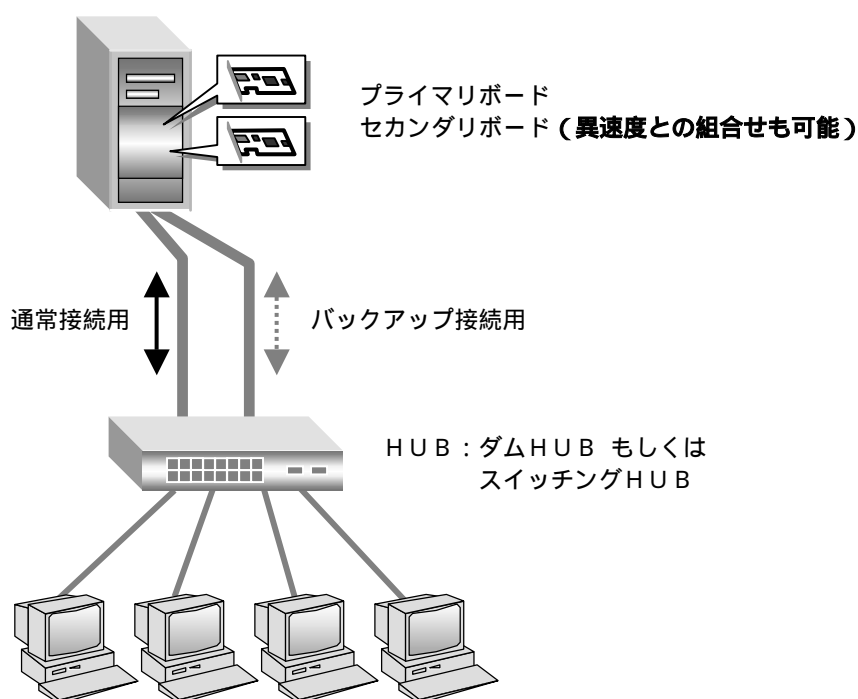 プライマリボード
セカンダリボード(異速度との組合せも可能)
通常接続用
バックアップ接続用
HUB:ダムHUB もしくは
スイッチングHUB